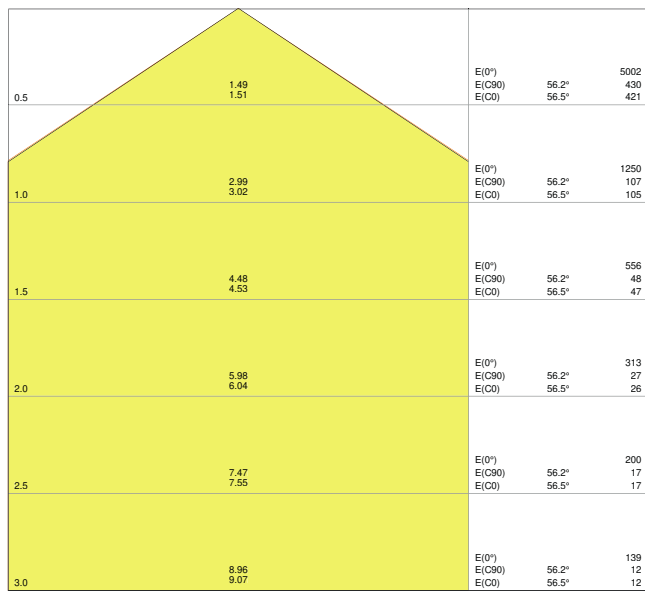 E(0°) 5002
1.49 E(C90) 56.2° 430
0.5 1.51 E(C0) 56.5° 421
E(0°) 1250
2.99 E(C90) 56.2° 107
1.0 3.02 E(C0) 56.5° 105
E(0°) 556
4.48 E(C90) 56.2° 48
1.5 4.53 E(C0) 56.5° 47
E(0°) 313
5.98 E(C90) 56.2° 27
2.0 6.04 E(C0) 56.5° 26
E(0°) 200
7.47 E(C90) 56.2° 17
2.5 7.55 E(C0) 56.5° 17
E(0°) 139
8.96 E(C90) 56.2° 12
3.0 9.07 E(C0) 56.5° 12